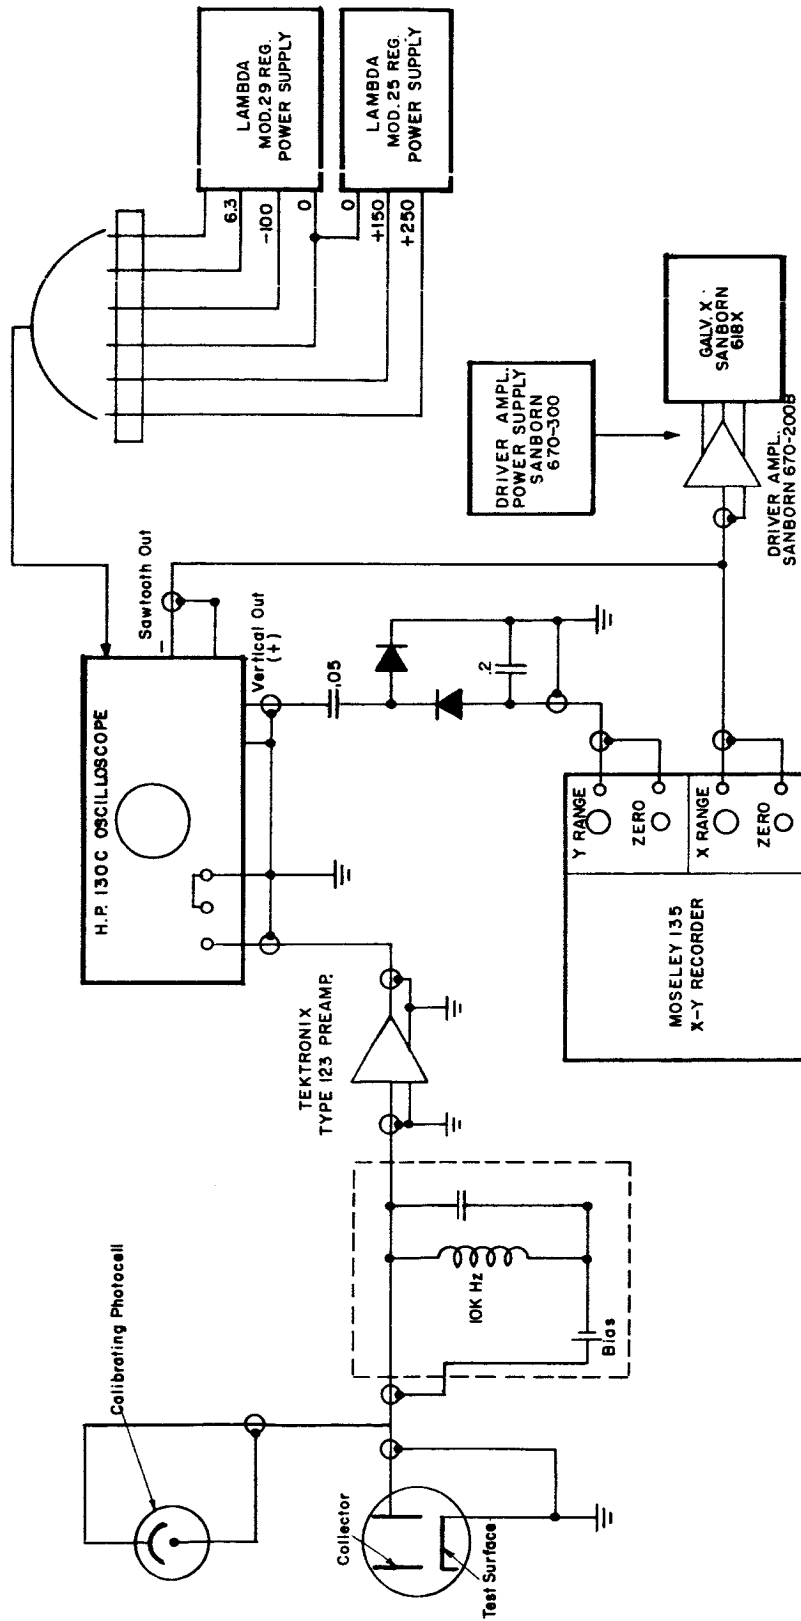 Calibrating Photocell
Collector
Test Surface
10K Hz
Bias
TEKTRONIX
TYPE 123 PREAMP.
H.P. 130C OSCILLOSCOPE
Sawtooth Out
−
Vertical Out
(+)
.05
.2
LAMBDA
MOD. 29 REG.
POWER SUPPLY
6.3
-100
0
LAMBDA
MOD. 25 REG.
POWER SUPPLY
0
+150
+250
DRIVER AMPL.
POWER SUPPLY
SANBORN
670-300
GALV. X
SANBORN
618X
DRIVER AMPL.
SANBORN 670-200B
MOSELEY 135
X-Y RECORDER
Y RANGE
ZERO
X RANGE
ZERO